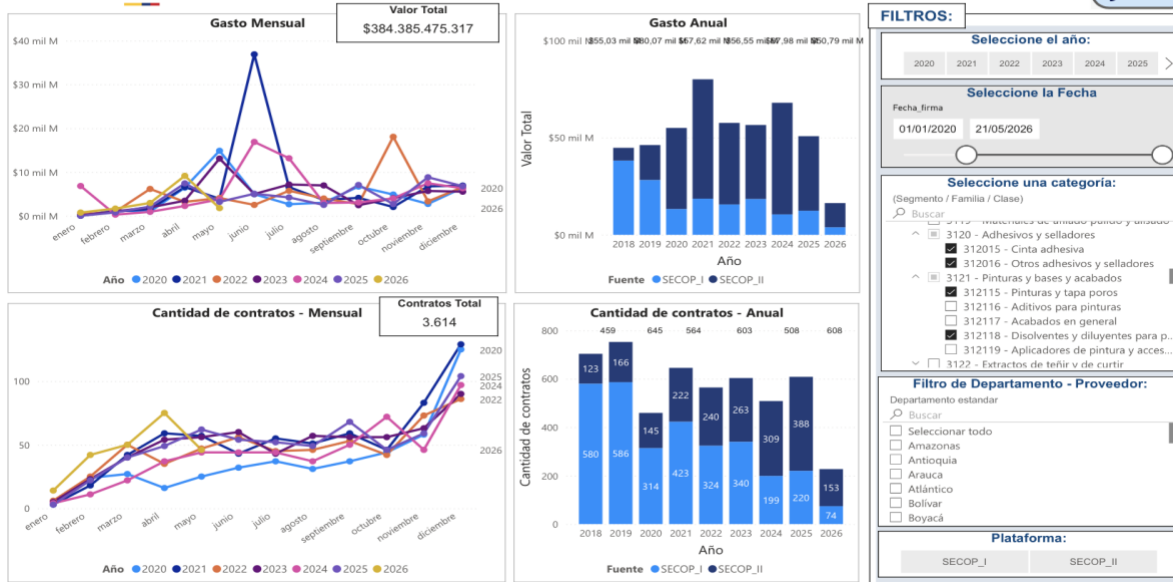 Gasto Mensual
Valor Total
$384.385.475.317
$40 mil M
$30 mil M
$20 mil M
$10 mil M
$0 mil M
2020
2026
enero febrero marzo abril mayo junio julio agosto septiembre octubre noviembre diciembre
Año 2020 2021 2022 2023 2024 2025 2026
Gasto Anual
$100 mil M
$50 mil M
$0 mil M
Valor Total
2018 2019 2020 2021 2022 2023 2024 2025 2026
Año
Fuente SECOP_I SECOP_II
Cantidad de contratos - Mensual
Contratos Total
3.614
100
50
0
2020
2025
2024
2022
2026
enero febrero marzo abril mayo junio julio agosto septiembre octubre noviembre diciembre
Año 2020 2021 2022 2023 2024 2025 2026
Cantidad de contratos - Anual
800
600
400
200
0
Cantidad de contratos
459 645 564 603 508 608
123 166 145 222 240 263 309 388 153
580 586 314 423 324 340 199 220 74
2018 2019 2020 2021 2022 2023 2024 2025 2026
Año
Fuente SECOP_I SECOP_II
FILTROS:
Seleccione el año:
2020 2021 2022 2023 2024 2025
Seleccione la Fecha
Fecha_firma
01/01/2020 21/05/2026
Seleccione una categoría:
(Segmento / Familia / Clase)
Buscar
3120 - Adhesivos y selladores
312015 - Cinta adhesiva
312016 - Otros adhesivos y selladores
3121 - Pinturas y bases y acabados
312115 - Pinturas y tapa poros
312116 - Aditivos para pinturas
312117 - Acabados en general
312118 - Disolventes y diluyentes para p...
312119 - Aplicadores de pintura y acces...
3122 - Extractos de teñir y de curtir
Filtro de Departamento - Proveedor:
Departamento estandar
Buscar
Seleccionar todo
Amazonas
Antioquia
Arauca
Atlántico
Bolívar
Boyacá
Plataforma:
SECOP_I SECOP_II